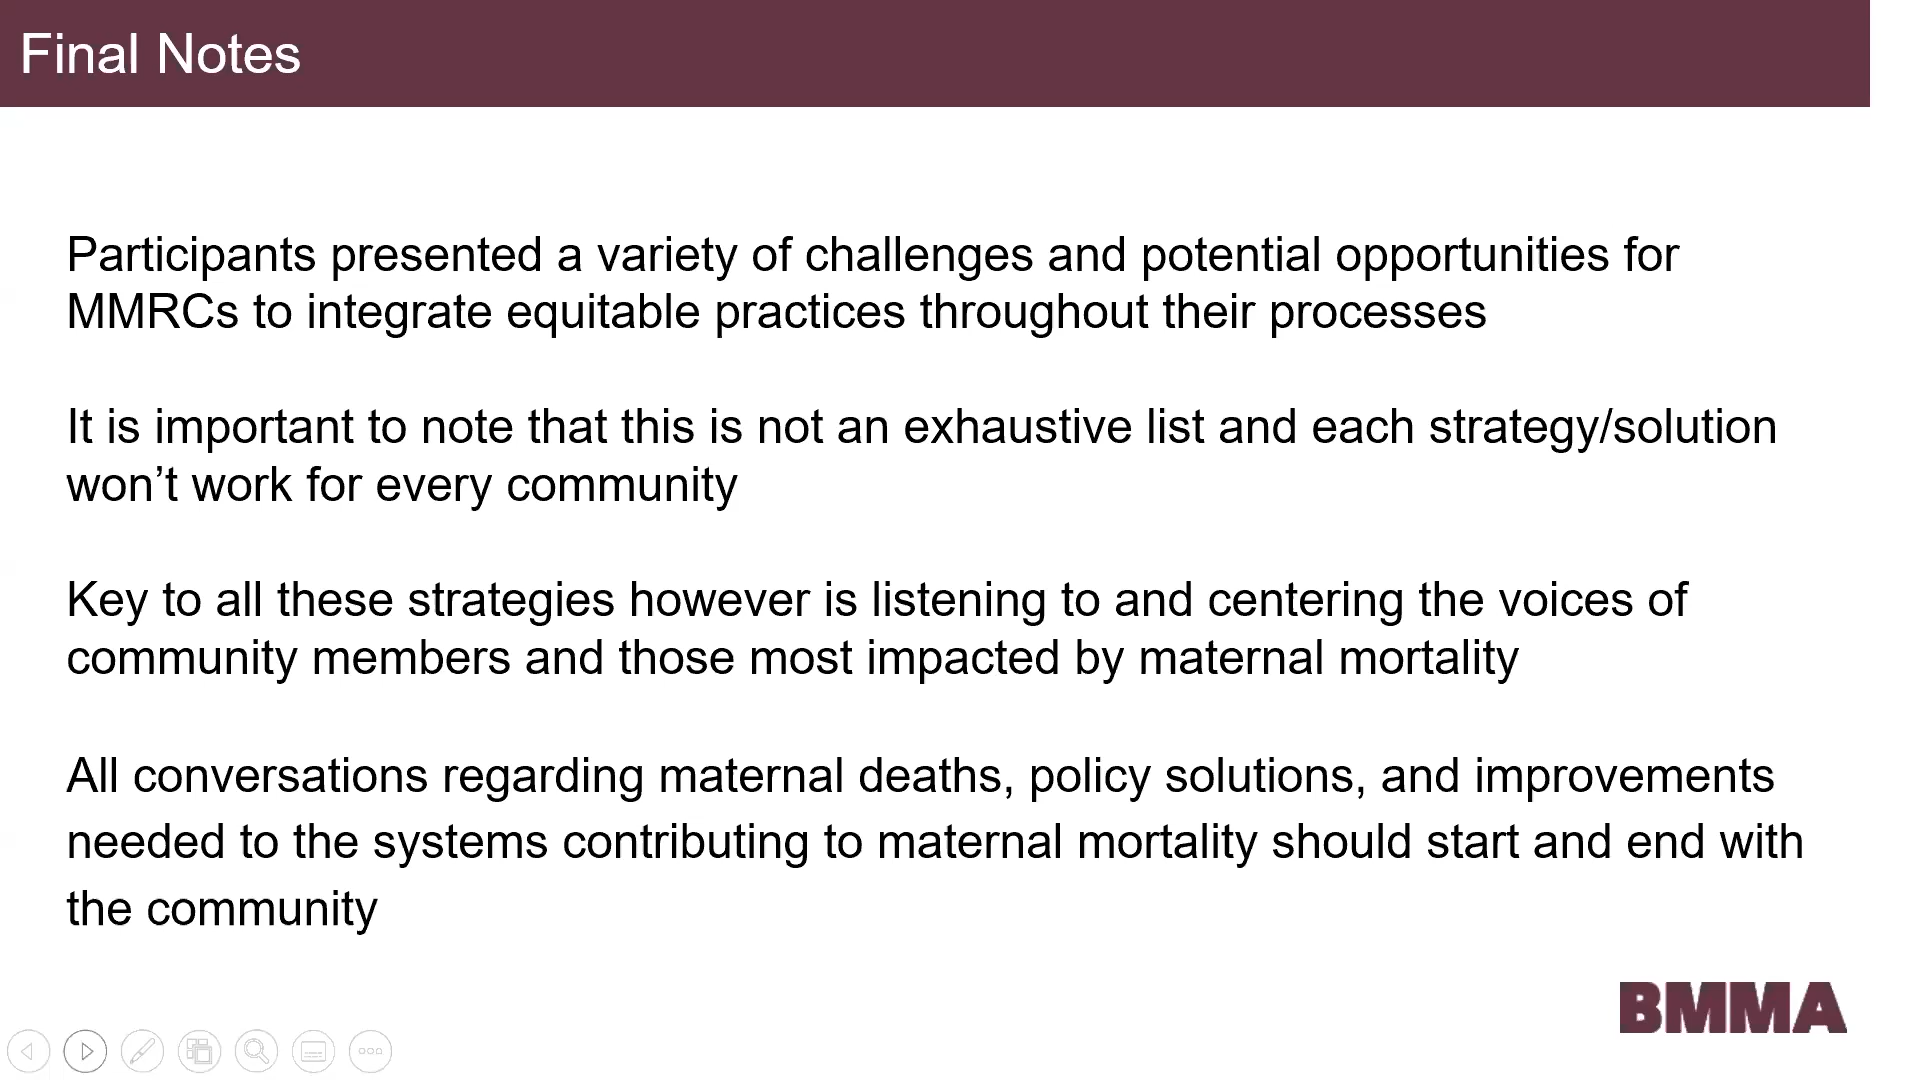 Final Notes
Participants presented a variety of challenges and potential opportunities for
MMRCs to integrate equitable practices throughout their processes
It is important to note that this is not an exhaustive list and each strategy/solution
won’t work for every community
Key to all these strategies however is listening to and centering the voices of
community members and those most impacted by maternal mortality
All conversations regarding maternal deaths, policy solutions, and improvements
needed to the systems contributing to maternal mortality should start and end with
the community
BMMA